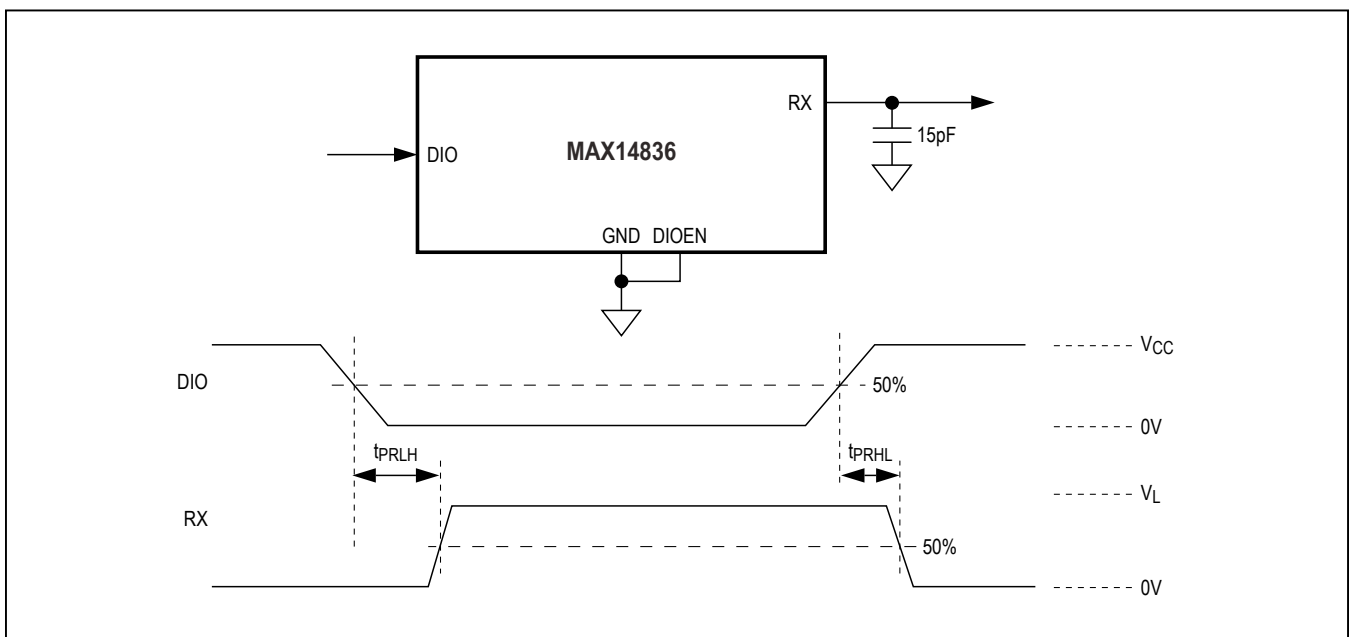 RX
15pF
DIO
MAX14836
GND DIOEN
VCC
DIO
50%
0V
tPRLH
tPRHL
VL
RX
50%
0V